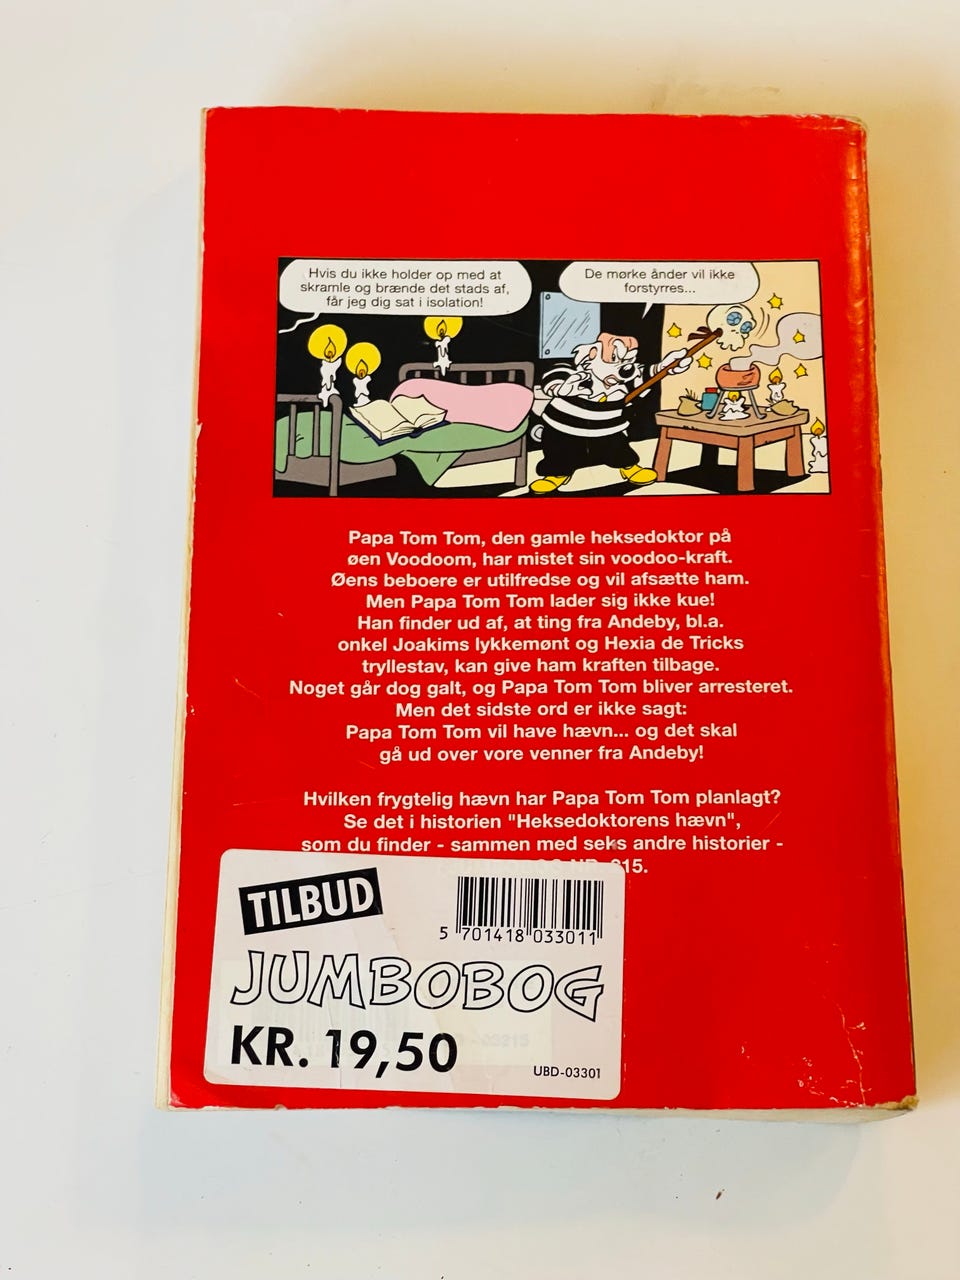 Hvis du ikke holder op med at
skramle og brænde det stads af,
får jeg dig sat i isolation!
De mørke ånder vil ikke
forstyrres...
Papa Tom Tom, den gamle heksedoktor på
øen Voodoom, har mistet sin voodoo-kraft.
Øens beboere er utilfredse og vil afsætte ham.
Men Papa Tom Tom lader sig ikke kue!
Han finder ud af, at ting fra Andeby, bl.a.
onkel Joakims lykkemønt og Hexia de Tricks
tryllestav, kan give ham kraften tilbage.
Noget går dog galt, og Papa Tom Tom bliver arresteret.
Men det sidste ord er ikke sagt:
Papa Tom Tom vil have hævn... og det skal
gå ud over vore venner fra Andeby!
Hvilken frygtelig hævn har Papa Tom Tom planlagt?
Se det i historien "Heksedoktorens hævn",
som du finder - sammen med seks andre historier -
TILBUD
5 701418 033011
JUMBOBOG
KR. 19,50
UBD-03301